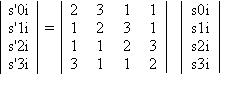 s'0i 2 3 1 1 s0i
s'1i = 1 2 3 1 s1i
s'2i 1 1 2 3 s2i
s'3i 3 1 1 2 s3i